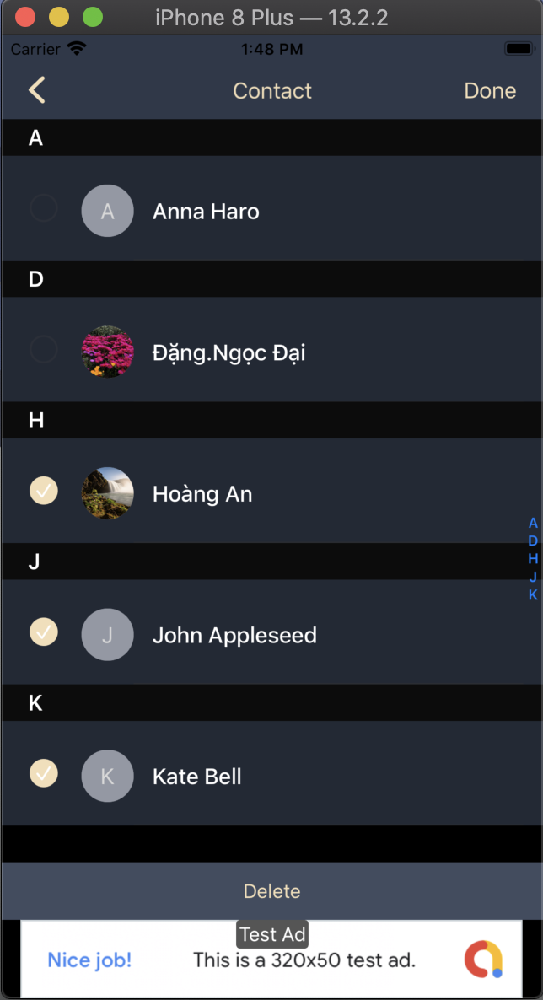 iPhone 8 Plus — 13.2.2
Carrier 1:48 PM
Contact Done
A
A Anna Haro
D
Đặng.Ngọc Đại
H
Hoàng An
A
D
H
J
K
J
J John Appleseed
K
K Kate Bell
Delete
Test Ad
Nice job! This is a 320x50 test ad.